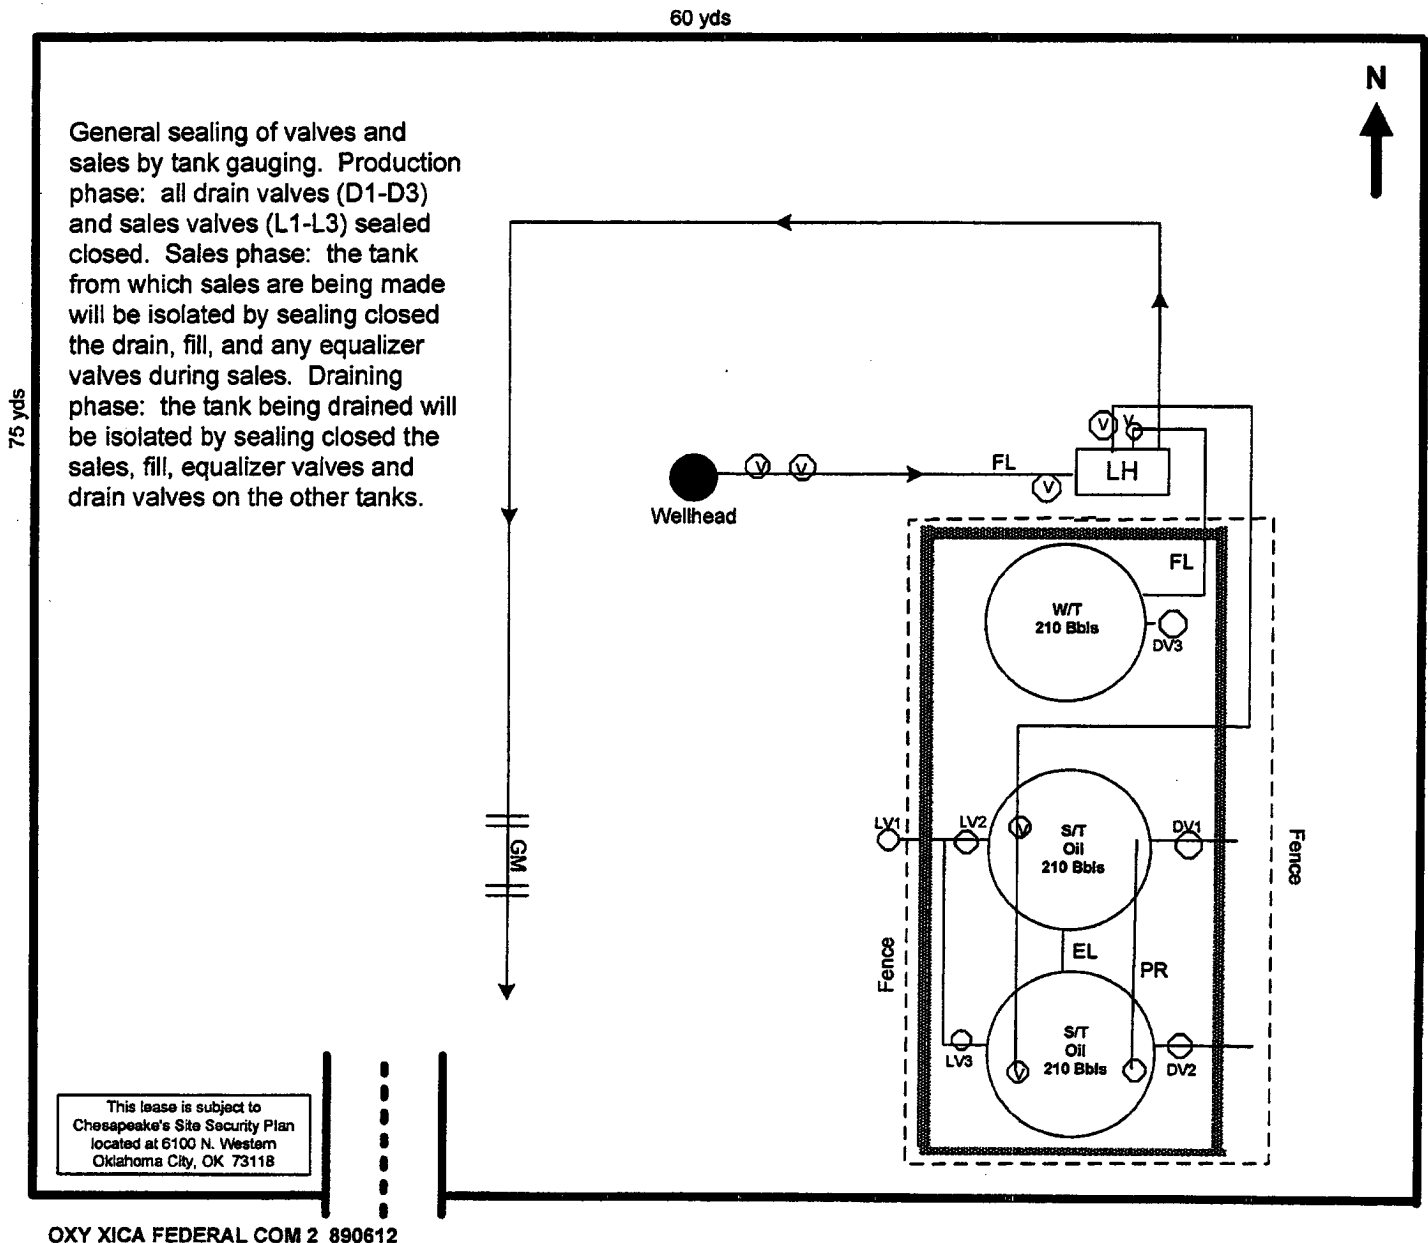 60 yds
N
General sealing of valves and
sales by tank gauging. Production
phase: all drain valves (D1-D3)
and sales valves (L1-L3) sealed
closed. Sales phase: the tank
from which sales are being made
will be isolated by sealing closed
the drain, fill, and any equalizer
valves during sales. Draining
phase: the tank being drained will
be isolated by sealing closed the
sales, fill, equalizer valves and
drain valves on the other tanks.
75 yds
V
V
LH
FL
V
V
V
Wellhead
FL
W/T
210 Bbls
DV3
LV1
LV2
V
S/T
Oil
210 Bbls
DV1
GM
Fence
Fence
EL
PR
LV3
V
S/T
Oil
210 Bbls
DV2
This lease is subject to
Chesapeake's Site Security Plan
located at 6100 N. Western
Oklahoma City, OK 73118
OXY XICA FEDERAL COM 2 890612